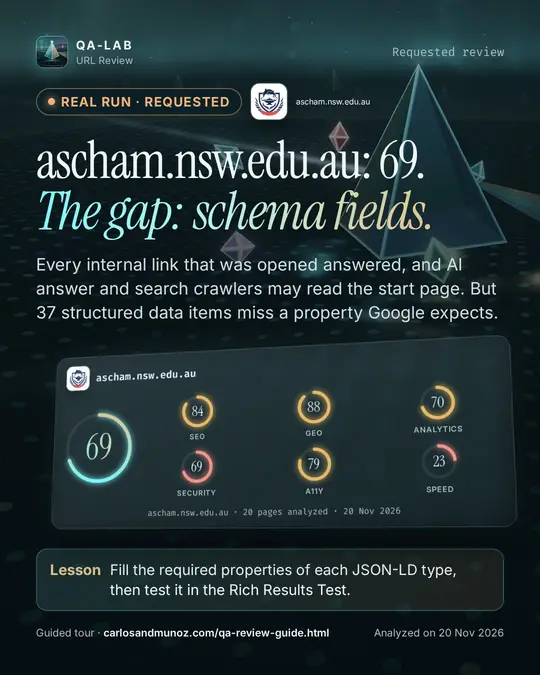 QA-LAB
URL Review
Requested review
REAL RUN · REQUESTED
ascham.nsw.edu.au
ascham.nsw.edu.au: 69.
The gap: schema fields.
Every internal link that was opened answered, and AI
answer and search crawlers may read the start page. But
37 structured data items miss a property Google expects.
ascham.nsw.edu.au
69
84
SEO
88
GEO
70
ANALYTICS
69
SECURITY
79
A11Y
23
SPEED
ascham.nsw.edu.au · 20 pages analyzed · 20 Nov 2026
Lesson Fill the required properties of each JSON-LD type,
then test it in the Rich Results Test.
Guided tour · carlosandmunoz.com/qa-review-guide.html
Analyzed on 20 Nov 2026